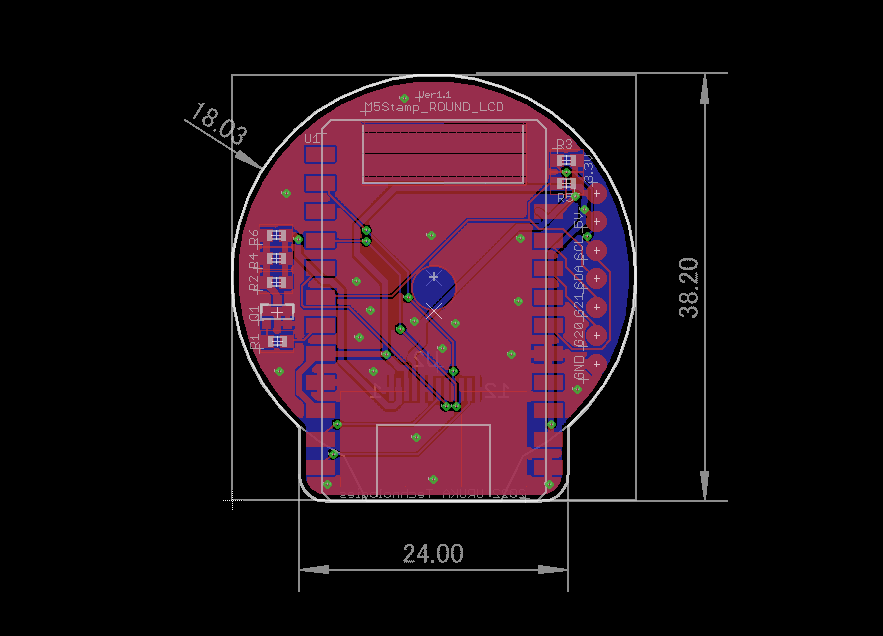 Ver1.1
M5Stamp_ROUND_LCD
18.03
U1
R3
3.3V
R5
5V
SCL
SDA
G21
G20
GND
R6
R4
R2
Q1
R1
U2
1
12
38.20
24.00